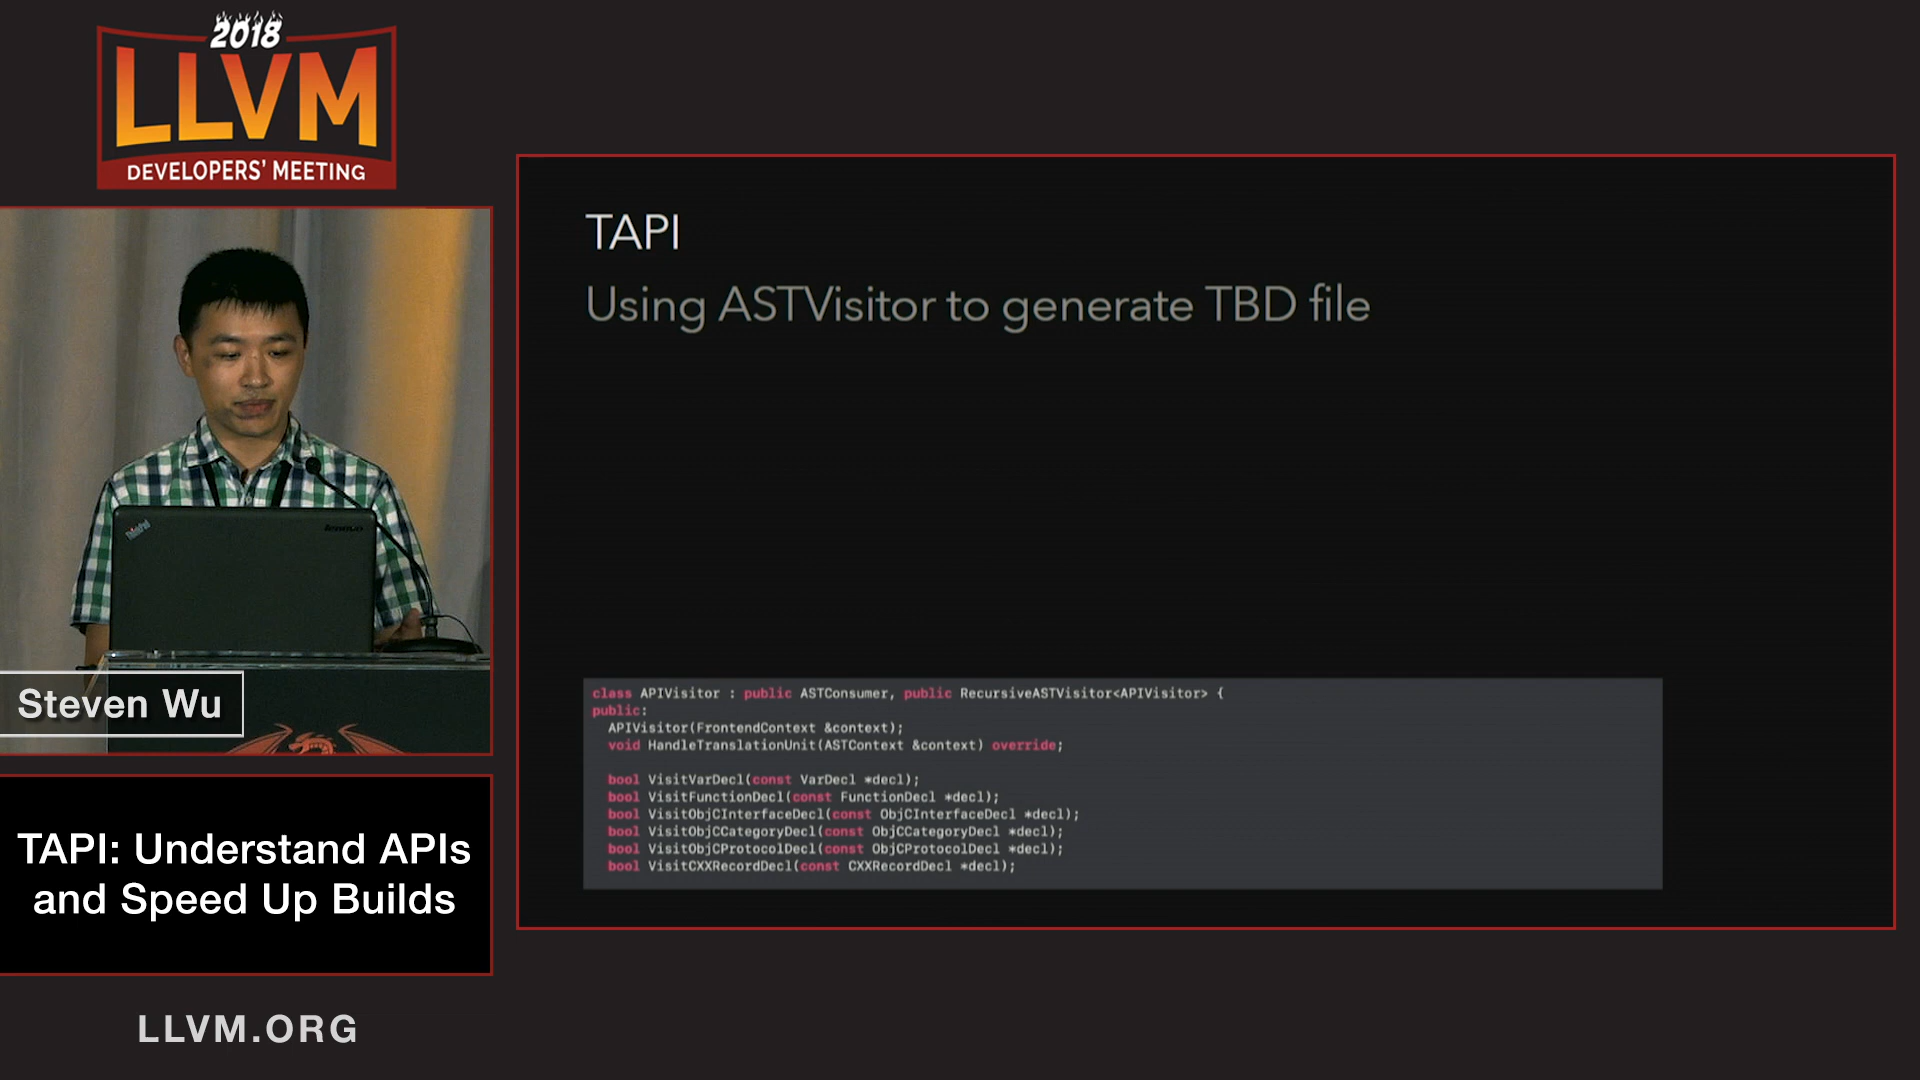 2018
LLVM
DEVELOPERS' MEETING
ThinkPad
lenovo
Steven Wu
TAPI: Understand APIs
and Speed Up Builds
LLVM.ORG
TAPI
Using ASTVisitor to generate TBD file
class APIVisitor : public ASTConsumer, public RecursiveASTVisitor<APIVisitor> {
public:
  APIVisitor(FrontendContext &context);
  void HandleTranslationUnit(ASTContext &context) override;
  bool VisitVarDecl(const VarDecl *decl);
  bool VisitFunctionDecl(const FunctionDecl *decl);
  bool VisitObjCInterfaceDecl(const ObjCInterfaceDecl *decl);
  bool VisitObjCCategoryDecl(const ObjCCategoryDecl *decl);
  bool VisitObjCProtocolDecl(const ObjCProtocolDecl *decl);
  bool VisitCXXRecordDecl(const CXXRecordDecl *decl);